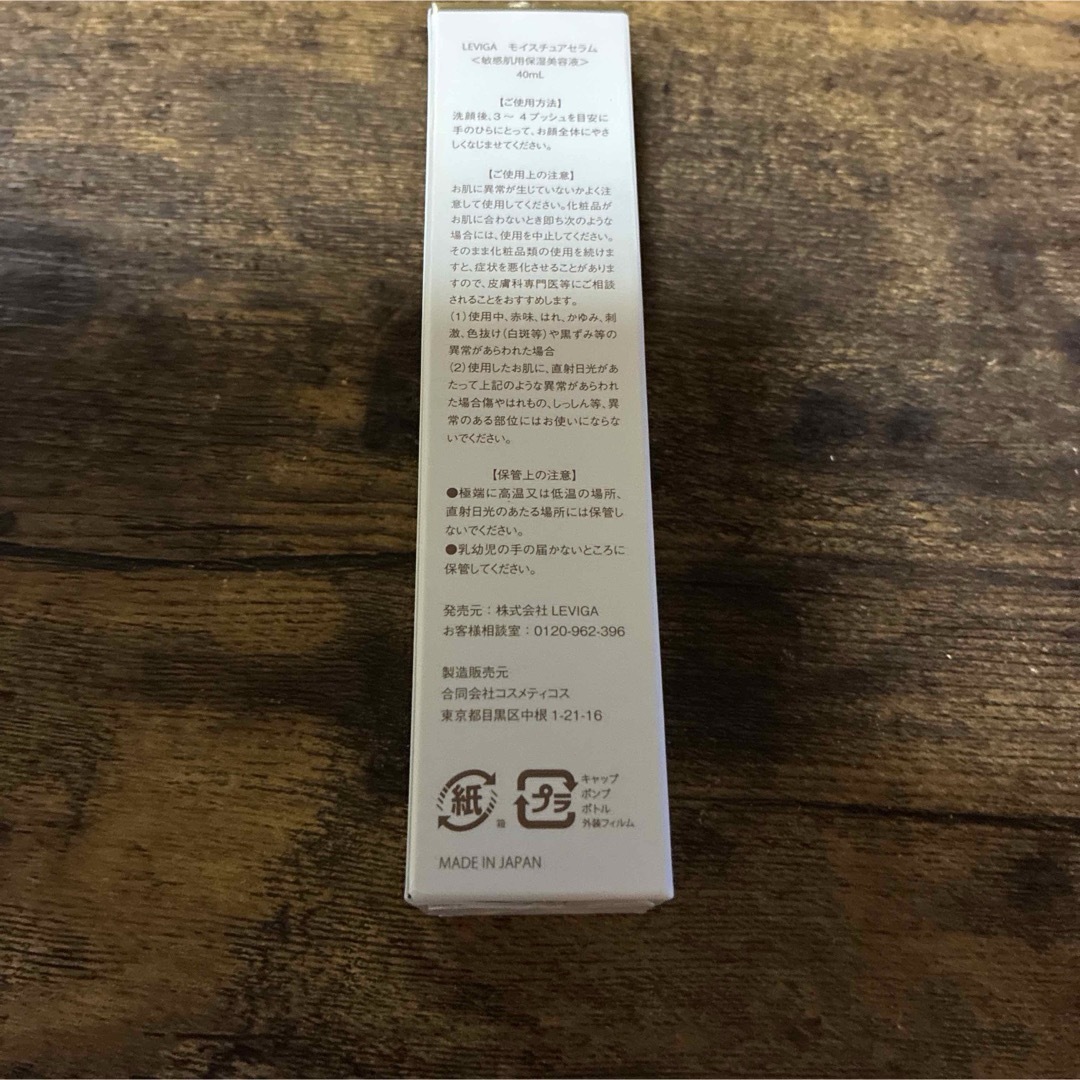 LEVIGA　モイスチュアセラム
＜敏感肌用保湿美容液＞
40mL
【ご使用方法】
洗顔後、3～ 4プッシュを目安に
手のひらにとって、お顔全体にやさ
しくなじませてください。
【ご使用上の注意】
お肌に異常が生じていないかよく注
意して使用してください。化粧品が
お肌に合わないとき即ち次のような
場合には、使用を中止してください。
そのまま化粧品類の使用を続けま
すと、症状を悪化させることがありま
すので、皮膚科専門医等にご相談
されることをおすすめします。
（1）使用中、赤味、はれ、かゆみ、刺
激、色抜け（白斑等）や黒ずみ等の
異常があらわれた場合
（2）使用したお肌に、直射日光があ
たって上記のような異常があらわれ
た場合傷やはれもの、しっしん等、異
常のある部位にはお使いにならな
いでください。
【保管上の注意】
●極端に高温又は低温の場所、
直射日光のあたる場所には保管し
ないでください。
●乳幼児の手の届かないところに
保管してください。
発売元：株式会社 LEVIGA
お客様相談室：0120-962-396
製造販売元
合同会社コスメティコス
東京都目黒区中根 1-21-16
紙
箱
プラ
キャップ
ポンプ
ボトル
外装フィルム
MADE IN JAPAN